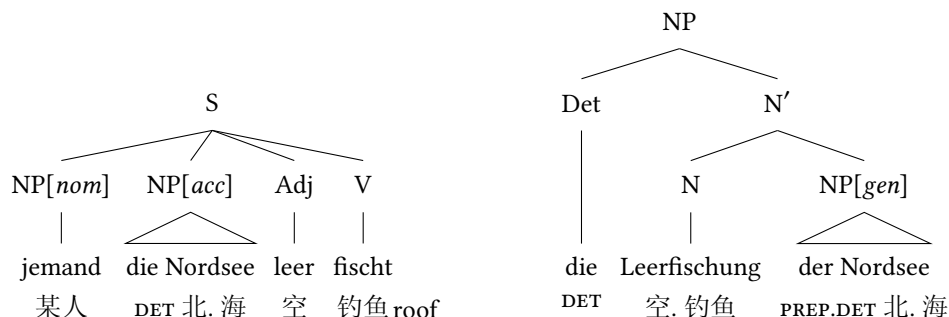 NP
S Det N′
NP[nom] NP[acc] Adj V N NP[gen]
jemand die Nordsee leer fischt die Leerfischung der Nordsee
某人 DET 北. 海 空 钓鱼 roof DET 空. 钓鱼 PREP.DET 北. 海